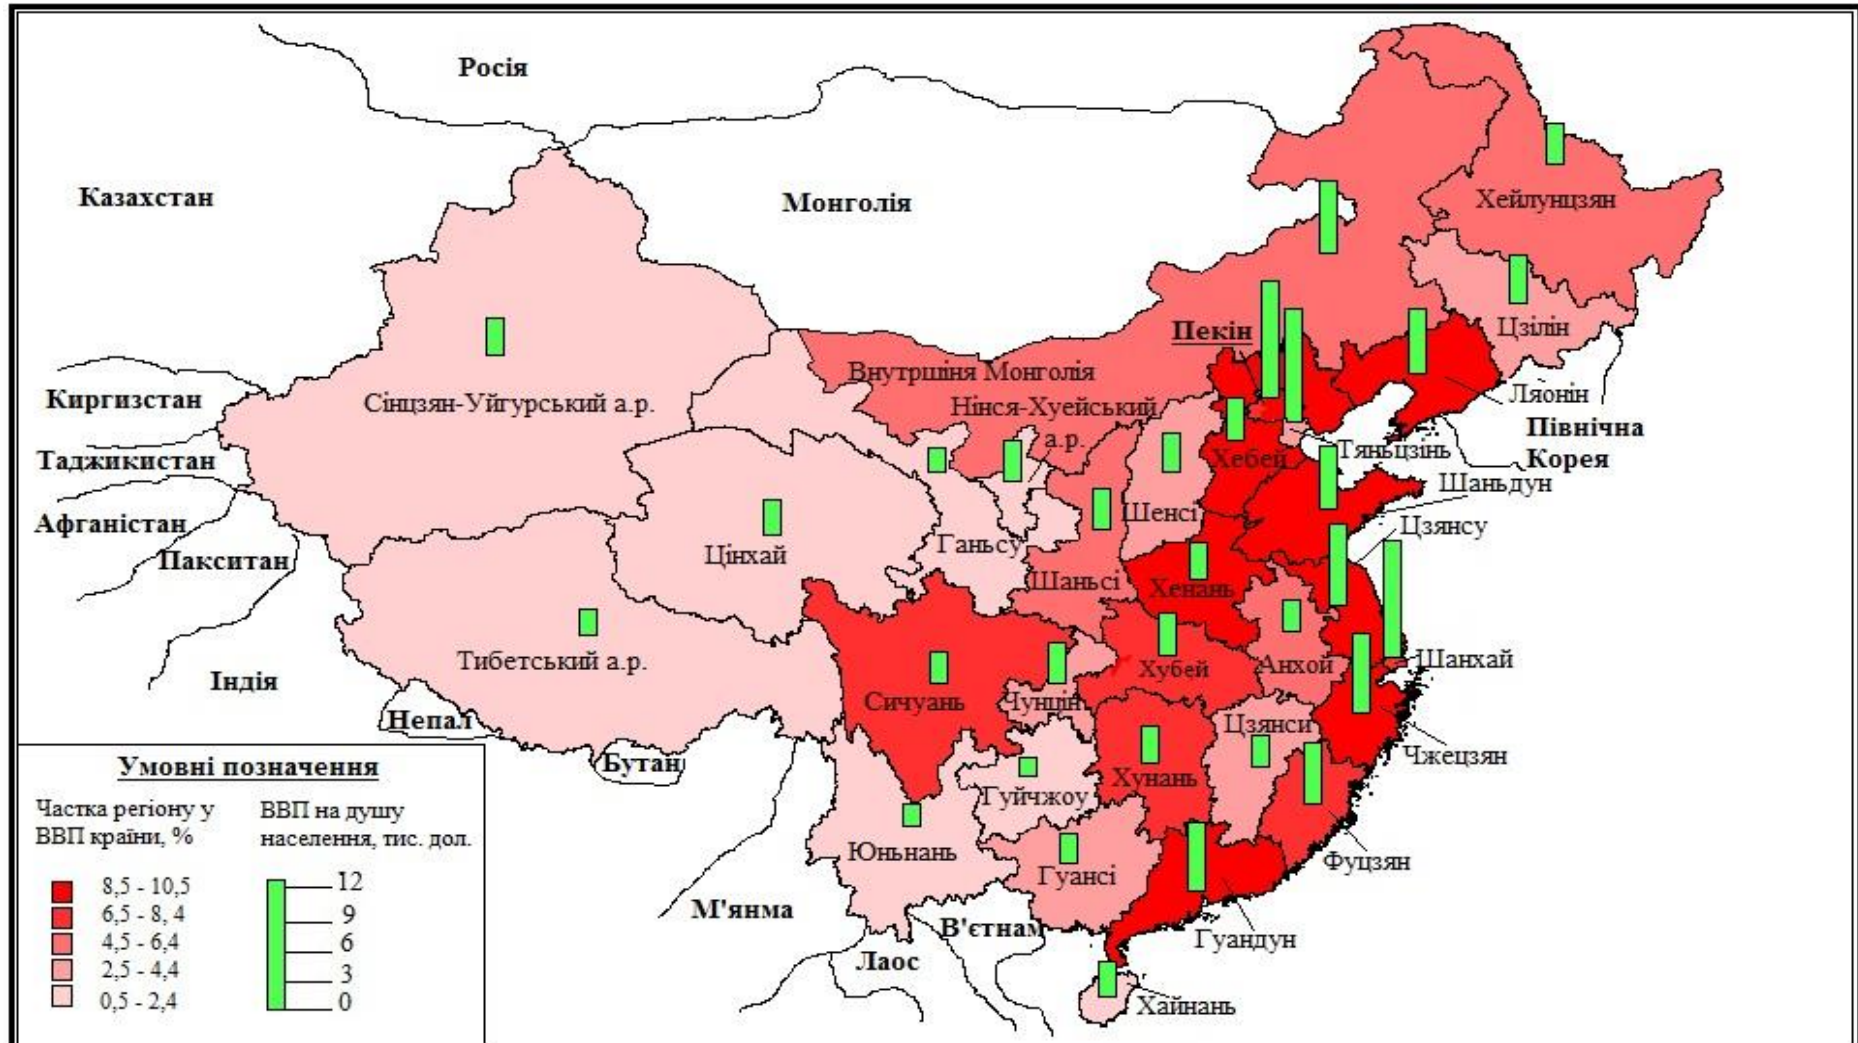 Росія
Казахстан
Монголія
Хейлунцзян
Цзілін
Пекін
Внутршіня Монголія
Киргизстан
Сінцзян-Уйгурський а.р.
Нінся-Хуейський
а.р.
Ляонін
Північна
Корея
Таджикистан
Хебей
Тяньцзінь
Шаньдун
Афганістан
Шенсі
Цзянсу
Пакситан
Цінхай
Ганьсу
Шаньсі
Хенань
Тибетський а.р.
Індія
Сичуань
Чунцін
Хубей
Анхой
Шанхай
Непал
Бутан
Цзянси
Чжецзян
Хунань
Гуйчжоу
Юньнань
Гуансі
Фуцзян
М'янма
В'єтнам
Гуандун
Лаос
Хайнань
Умовні позначення
Частка регіону у
ВВП країни, %
8,5 - 10,5
6,5 - 8, 4
4,5 - 6,4
2,5 - 4,4
0,5 - 2,4
ВВП на душу
населення, тис. дол.
12
9
6
3
0